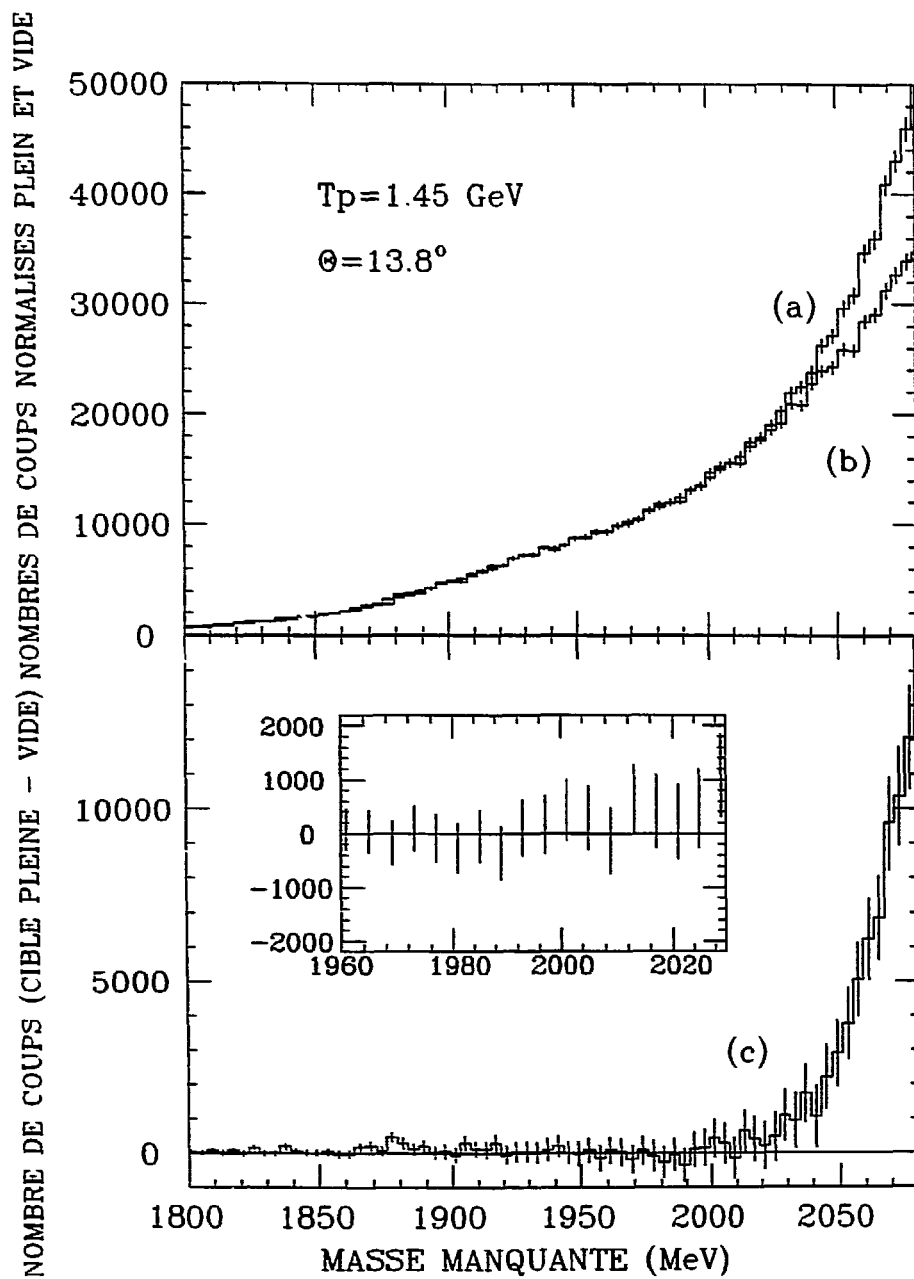 NOMBRE DE COUPS (CIBLE PLEINE - VIDE) NOMBRES DE COUPS NORMALISES PLEIN ET VIDE
50000
40000
30000
20000
10000
0
Tp=1.45 GeV
Θ=13.8°
(a)
(b)
10000
5000
0
2000
1000
0
-1000
-2000
1960 1980 2000 2020
(c)
1800 1850 1900 1950 2000 2050
MASSE MANQUANTE (MeV)